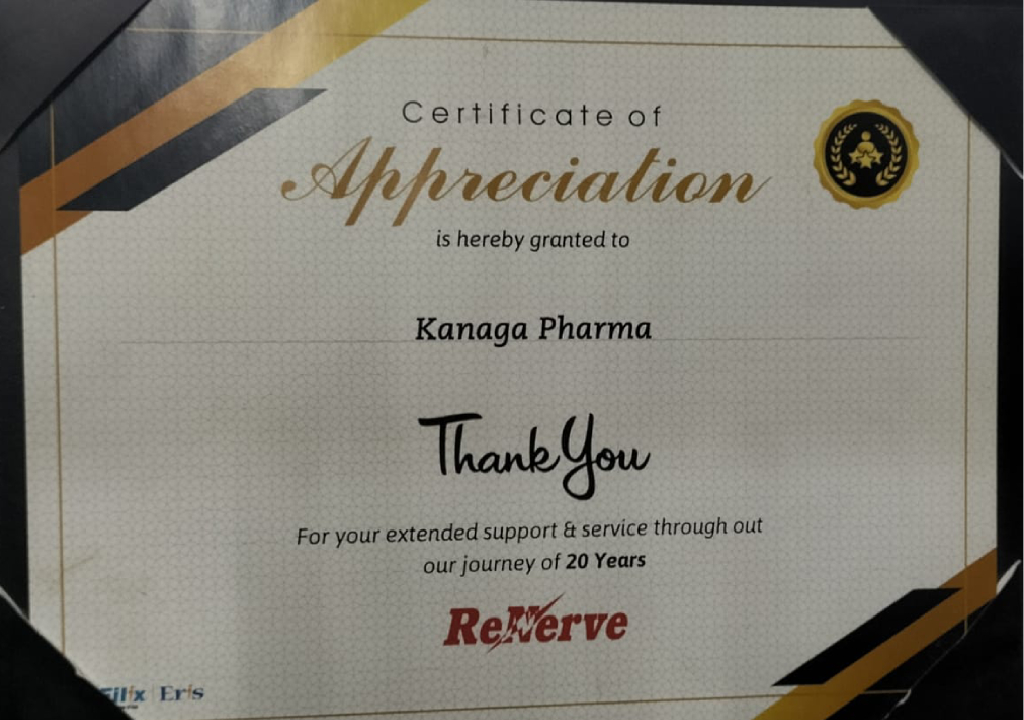 Certificate of
Appreciation
is hereby granted to
Kanaga Pharma
Thank You
For your extended support & service through out
our journey of 20 Years
ReNerve
Eris